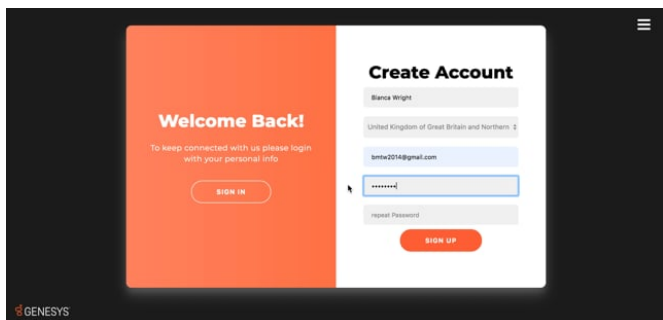 Welcome Back!
To keep connected with us please login
with your personal info
SIGN IN
Create Account
Bianca Wright
United Kingdom of Great Britain and Northern
bmtw2014@gmail.com
••••••••
repeat Password
SIGN UP
GENESYS